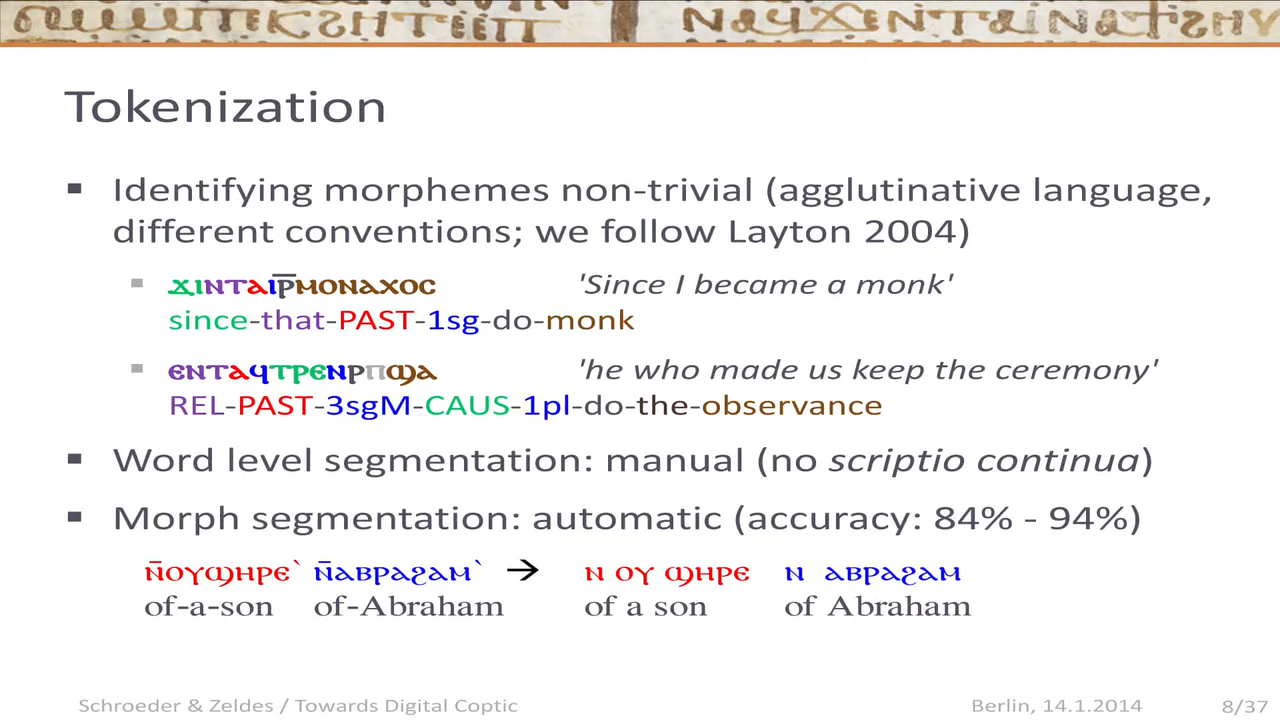 Tokenization
▪ Identifying morphemes non-trivial (agglutinative language,
different conventions; we follow Layton 2004)
▪ ϫⲓⲛⲧⲁⲓⲣ̅ⲙⲟⲛⲁⲭⲟⲥ 'Since I became a monk'
since-that-PAST-1sg-do-monk
▪ ⲉⲛⲧⲁϥⲧⲣⲉⲛⲣⲡϣⲁ 'he who made us keep the ceremony'
REL-PAST-3sgM-CAUS-1pl-do-the-observance
▪ Word level segmentation: manual (no scriptio continua)
▪ Morph segmentation: automatic (accuracy: 84% - 94%)
ⲛ̅ⲟⲩϣⲏⲣⲉ` ⲛ̅ⲁⲃⲣⲁϩⲁⲙ` → ⲛ ⲟⲩ ϣⲏⲣⲉ ⲛ ⲁⲃⲣⲁϩⲁⲙ
of-a-son of-Abraham of a son of Abraham
Schroeder & Zeldes / Towards Digital Coptic Berlin, 14.1.2014 8/37